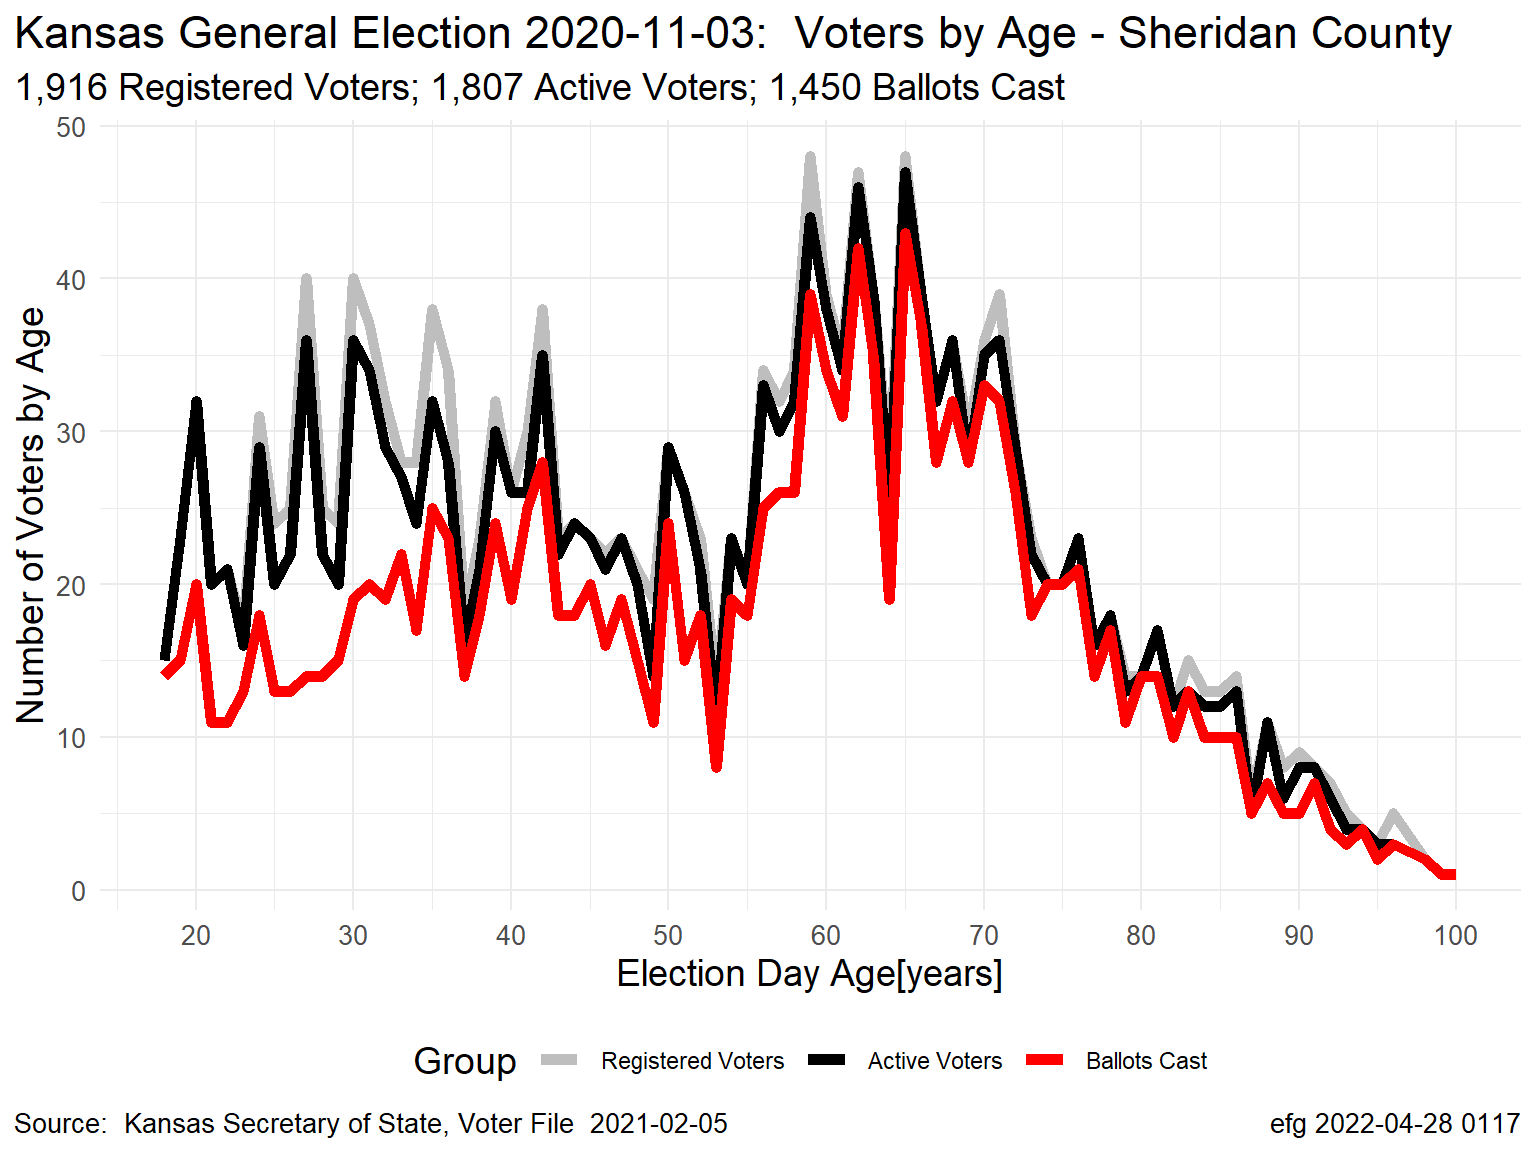 Kansas General Election 2020-11-03:  Voters by Age - Sheridan County
1,916 Registered Voters; 1,807 Active Voters; 1,450 Ballots Cast
50
40
30
20
10
0
Number of Voters by Age
20 30 40 50 60 70 80 90 100
Election Day Age[years]
Group Registered Voters Active Voters Ballots Cast
Source:  Kansas Secretary of State, Voter File  2021-02-05
efg 2022-04-28 0117